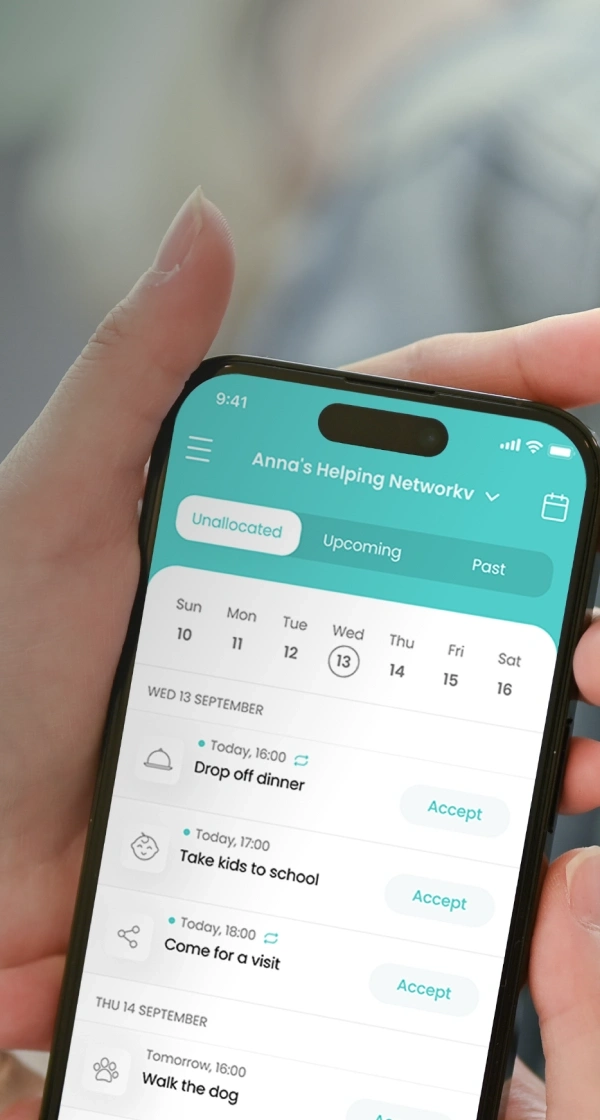 9:41
Anna's Helping Networkv
Unallocated Upcoming Past
Sun Mon Tue Wed Thu Fri Sat
10 11 12 13 14 15 16
WED 13 SEPTEMBER
Today, 16:00
Drop off dinner
Accept
Today, 17:00
Take kids to school
Accept
Today, 18:00
Come for a visit
Accept
THU 14 SEPTEMBER
Tomorrow, 16:00
Walk the dog